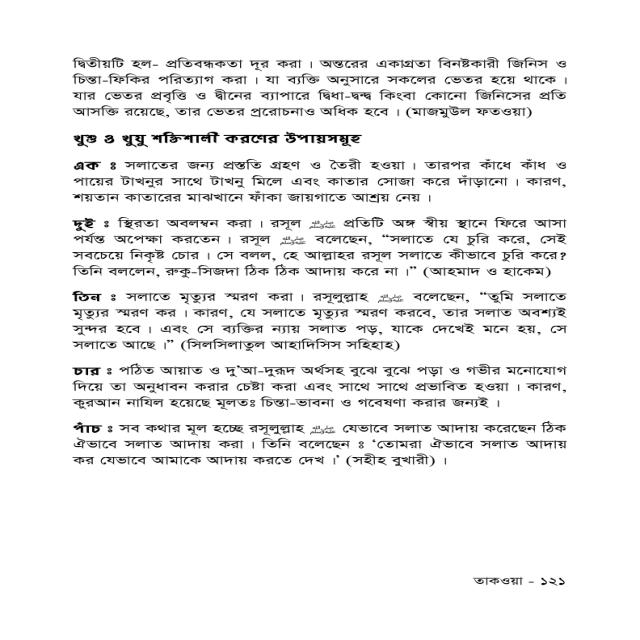 দ্বিতীয়টি হল- প্রতিবন্ধকতা দূর করা । অন্তরের একাগ্রতা বিনষ্টকারী জিনিস ও
চিন্তা-ফিকির পরিত্যাগ করা । যা ব্যক্তি অনুসারে সকলের ভেতর হয়ে থাকে ।
যার ভেতর প্রবৃত্তি ও দ্বীনের ব্যাপারে দ্বিধা-দ্বন্দ্ব কিংবা কোনো জিনিসের প্রতি
আসক্তি রয়েছে, তার ভেতর প্ররোচনাও অধিক হবে । (মাজমুউল ফতওয়া)
খুশু ও খুযু শক্তিশালী করণের উপায়সমূহ
এক ঃ সলাতের জন্য প্রস্ততি গ্রহণ ও তৈরী হওয়া । তারপর কাঁধে কাঁধ ও
পায়ের টাখনুর সাথে টাখনু মিলে এবং কাতার সোজা করে দাঁড়ানো । কারণ,
শয়তান কাতারের মাঝখানে ফাঁকা জায়গাতে আশ্রয় নেয় ।
দুই ঃ স্থিরতা অবলম্বন করা । রসূল ﷺ প্রতিটি অঙ্গ স্বীয় স্থানে ফিরে আসা
পর্যন্ত অপেক্ষা করতেন । রসূল ﷺ বলেছেন, “সলাতে যে চুরি করে, সেই
সবচেয়ে নিকৃষ্ট চোর । সে বলল, হে আল্লাহর রসূল সলাতে কীভাবে চুরি করে?
তিনি বললেন, রুকু-সিজদা ঠিক ঠিক আদায় করে না ।” (আহমাদ ও হাকেম)
তিন ঃ সলাতে মৃত্যুর স্মরণ করা । রসূলুল্লাহ ﷺ বলেছেন, “তুমি সলাতে
মৃত্যুর স্মরণ কর । কারণ, যে সলাতে মৃত্যুর স্মরণ করবে, তার সলাত অবশ্যই
সুন্দর হবে । এবং সে ব্যক্তির ন্যায় সলাত পড়, যাকে দেখেই মনে হয়, সে
সলাতে আছে ।” (সিলসিলাতুল আহাদিসিস সহিহাহ)
চার ঃ পঠিত আয়াত ও দু'আ-দুরূদ অর্থসহ বুঝে বুঝে পড়া ও গভীর মনোযোগ
দিয়ে তা অনুধাবন করার চেষ্টা করা এবং সাথে সাথে প্রভাবিত হওয়া । কারণ,
কুরআন নাযিল হয়েছে মূলতঃ চিন্তা-ভাবনা ও গবেষণা করার জন্যই ।
পাঁচ ঃ সব কথার মূল হচ্ছে রসূলুল্লাহ ﷺ যেভাবে সলাত আদায় করেছেন ঠিক
ঐভাবে সলাত আদায় করা । তিনি বলেছেন ঃ ‘তোমরা ঐভাবে সলাত আদায়
কর যেভাবে আমাকে আদায় করতে দেখ ।’ (সহীহ বুখারী) ।
তাকওয়া - ১২১